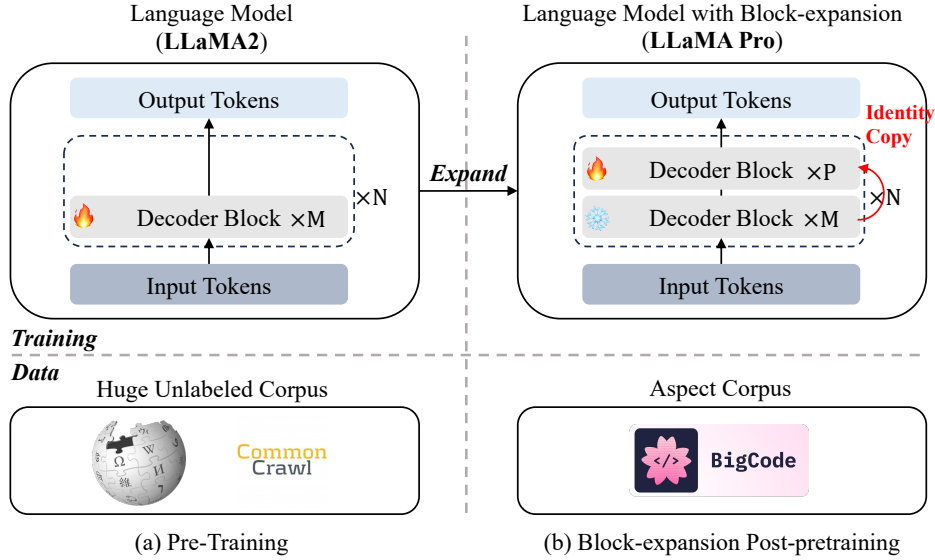 Language Model
(LLaMA2)
Output Tokens
Decoder Block ×M
×N
Input Tokens
Expand
Language Model with Block-expansion
(LLaMA Pro)
Output Tokens
Identity
Copy
Decoder Block ×P
Decoder Block ×M
×N
Input Tokens
Training
Data
Huge Unlabeled Corpus
Ω W
И
維
Common
Crawl
(a) Pre-Training
Aspect Corpus
</>
BigCode
(b) Block-expansion Post-pretraining